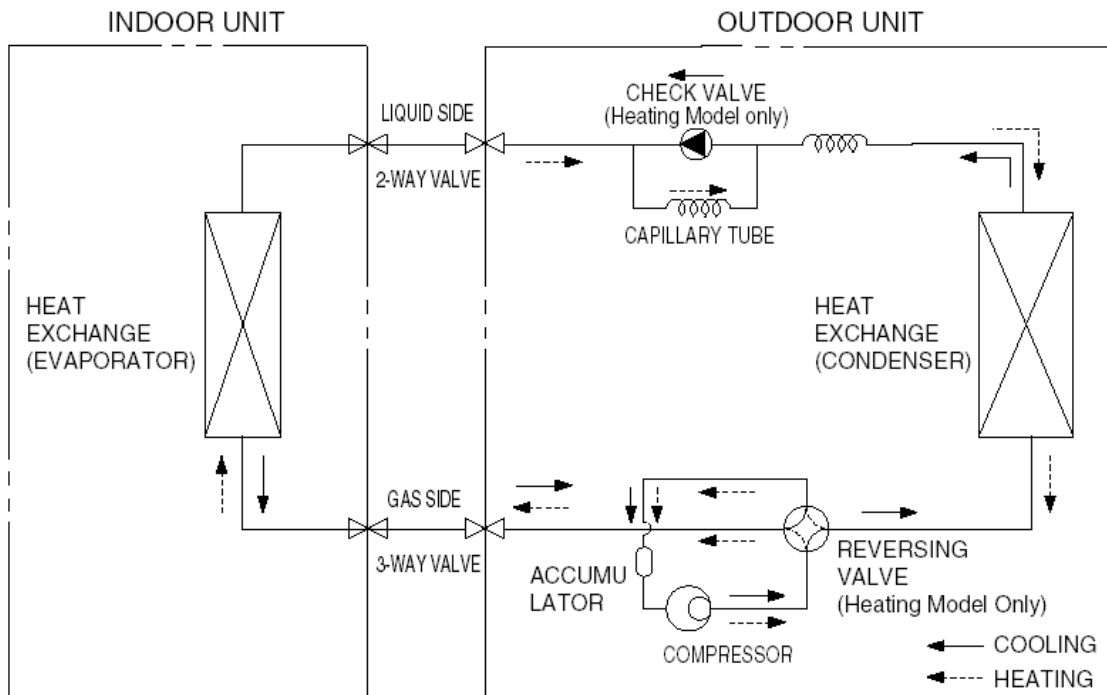 INDOOR UNIT
OUTDOOR UNIT
LIQUID SIDE
CHECK VALVE
(Heating Model only)
2-WAY VALVE
CAPILLARY TUBE
HEAT
EXCHANGE
(EVAPORATOR)
HEAT
EXCHANGE
(CONDENSER)
GAS SIDE
3-WAY VALVE
ACCUMU
LATOR
REVERSING
VALVE
(Heating Model Only)
COMPRESSOR
COOLING
HEATING